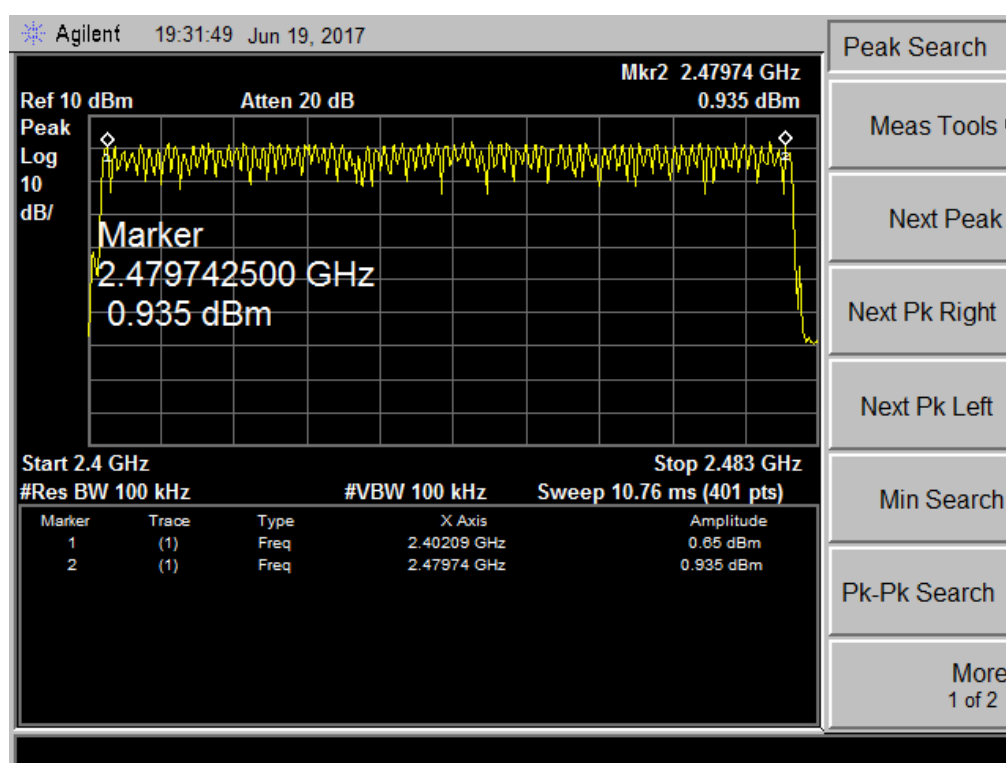 Agilent 19:31:49 Jun 19, 2017
Mkr2 2.47974 GHz
Ref 10 dBm Atten 20 dB 0.935 dBm
Peak
Log
10
dB/
1
2
Marker
2.479742500 GHz
0.935 dBm
Start 2.4 GHz Stop 2.483 GHz
#Res BW 100 kHz #VBW 100 kHz Sweep 10.76 ms (401 pts)
Marker Trace Type X Axis Amplitude
1 (1) Freq 2.40209 GHz 0.65 dBm
2 (1) Freq 2.47974 GHz 0.935 dBm
Peak Search
Meas Tools
Next Peak
Next Pk Right
Next Pk Left
Min Search
Pk-Pk Search
More
1 of 2